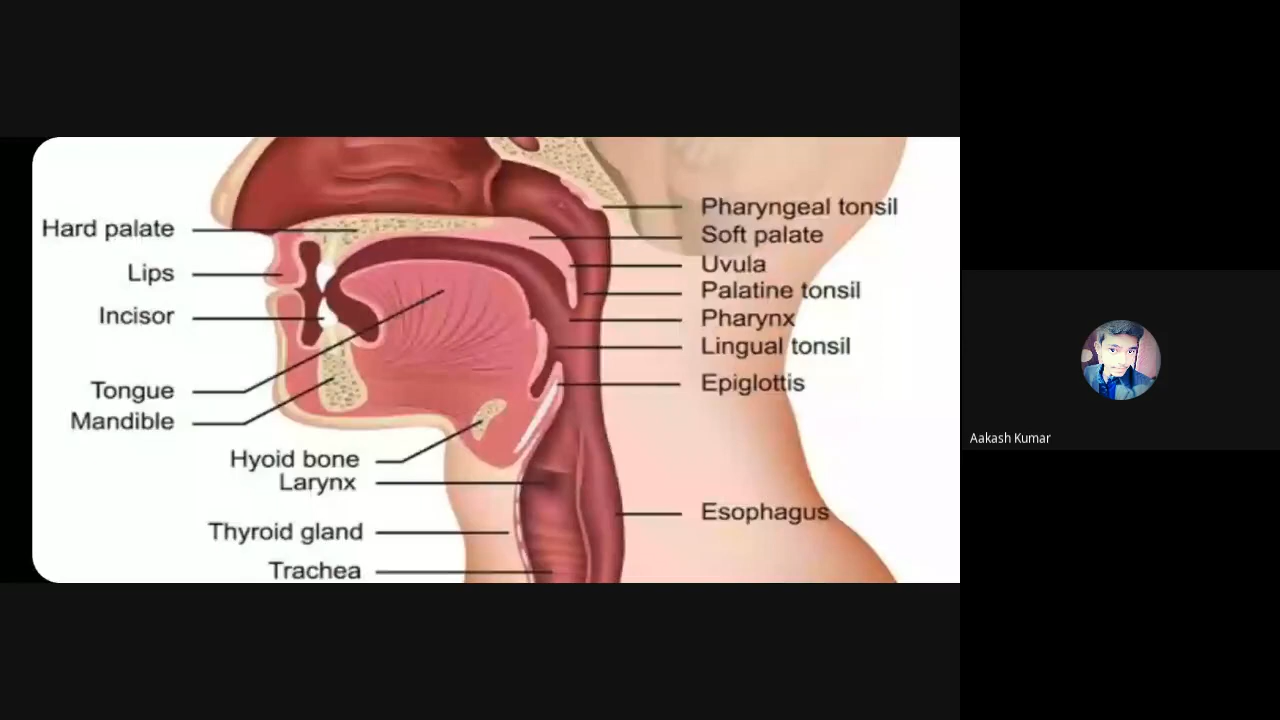 Hard palate
Lips
Incisor
Tongue
Mandible
Hyoid bone
Larynx
Thyroid gland
Trachea
Pharyngeal tonsil
Soft palate
Uvula
Palatine tonsil
Pharynx
Lingual tonsil
Epiglottis
Esophagus
Aakash Kumar